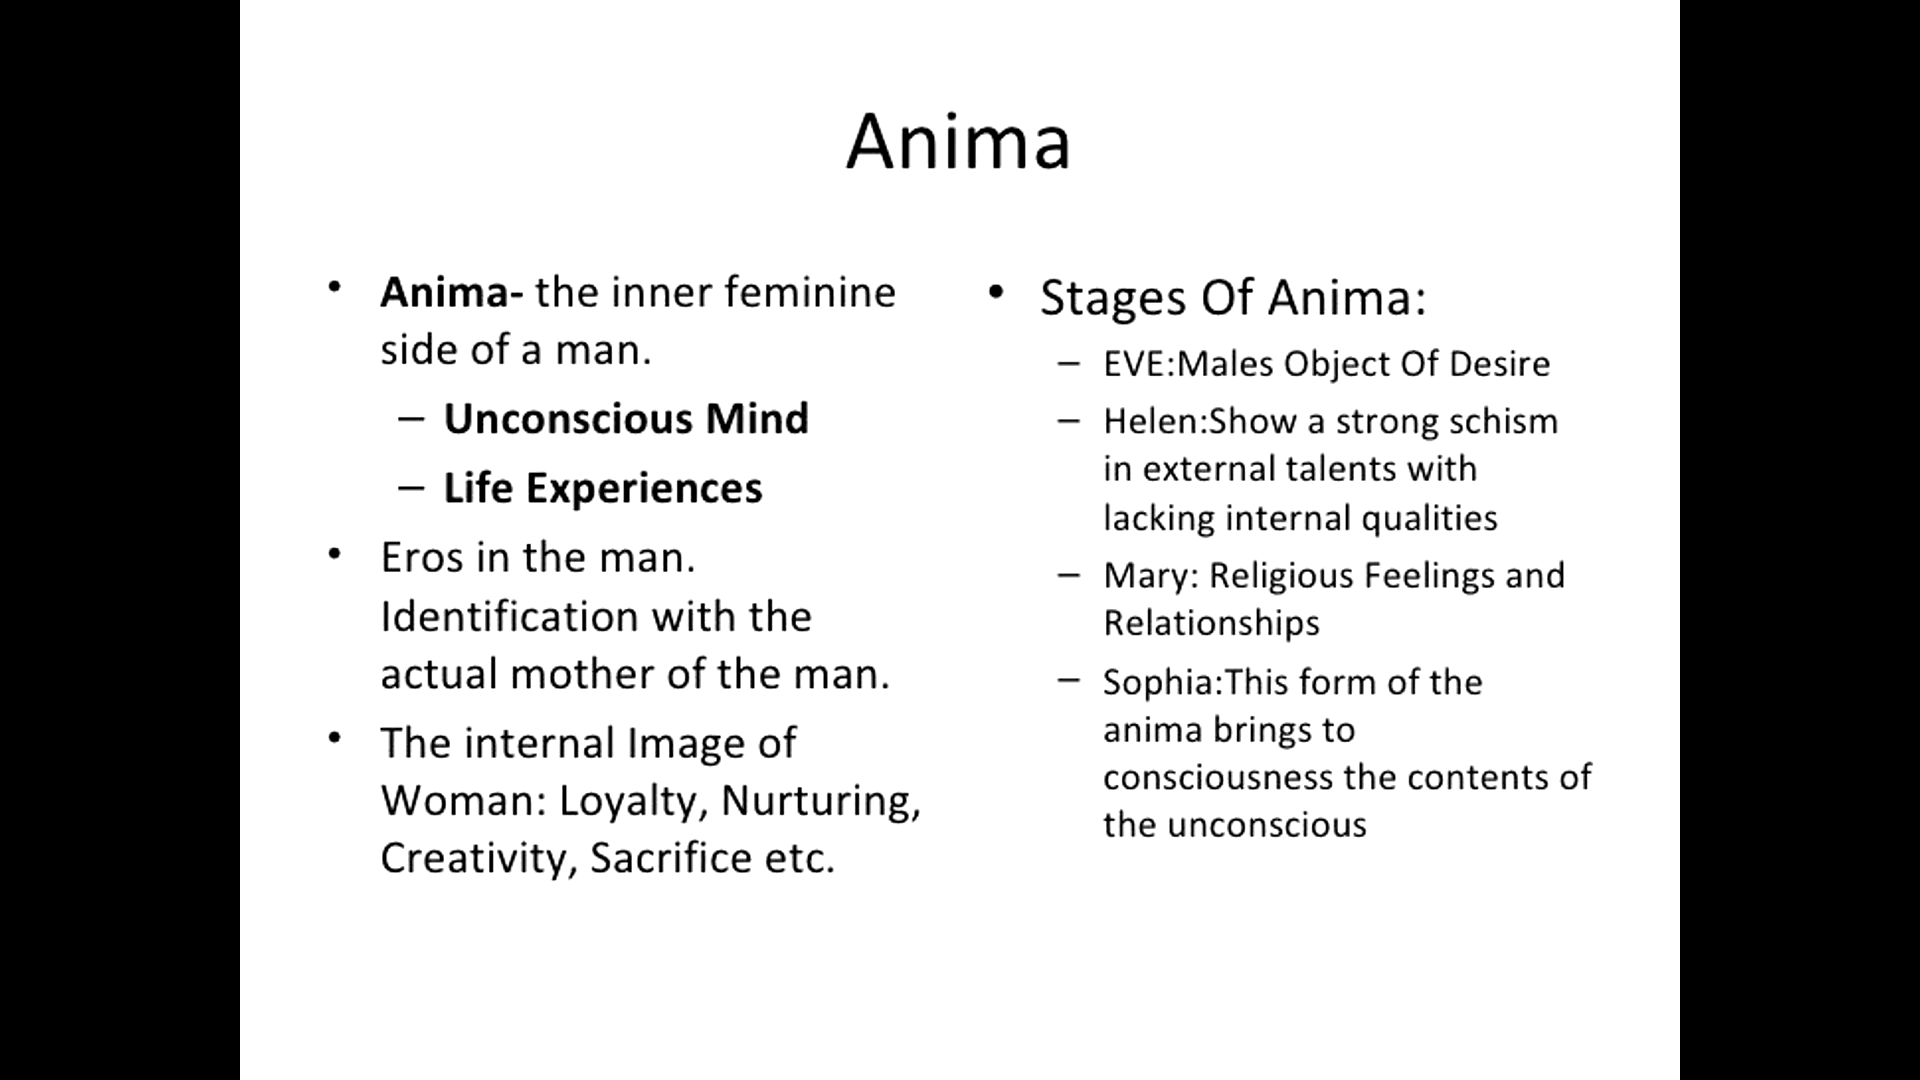 Anima
• Anima- the inner feminine
side of a man.
– Unconscious Mind
– Life Experiences
• Eros in the man.
Identification with the
actual mother of the man.
• The internal Image of
Woman: Loyalty, Nurturing,
Creativity, Sacrifice etc.
• Stages Of Anima:
– EVE:Males Object Of Desire
– Helen:Show a strong schism
in external talents with
lacking internal qualities
– Mary: Religious Feelings and
Relationships
– Sophia:This form of the
anima brings to
consciousness the contents of
the unconscious